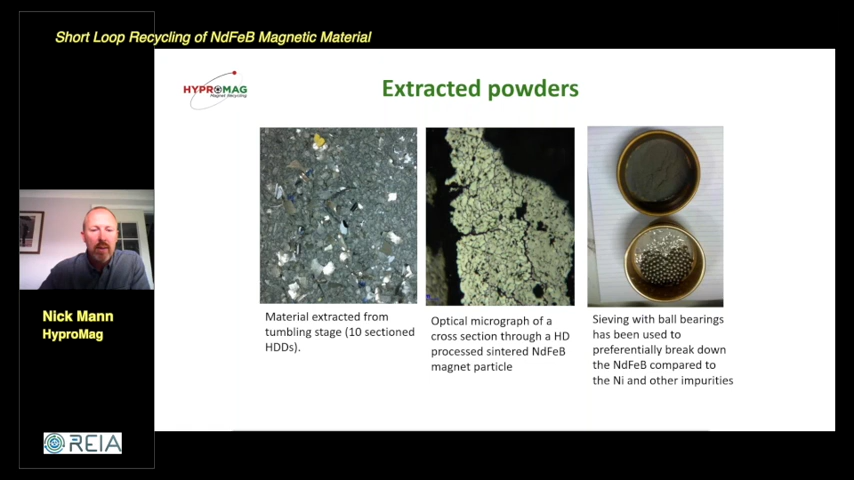 Short Loop Recycling of NdFeB Magnetic Material
HYPROMAG
Magnet Recycling
Extracted powders
Material extracted from
tumbling stage (10 sectioned
HDDs).
Optical micrograph of a
cross section through a HD
processed sintered NdFeB
magnet particle
Sieving with ball bearings
has been used to
preferentially break down
the NdFeB compared to
the Ni and other impurities
Nick Mann
HyproMag
REIA